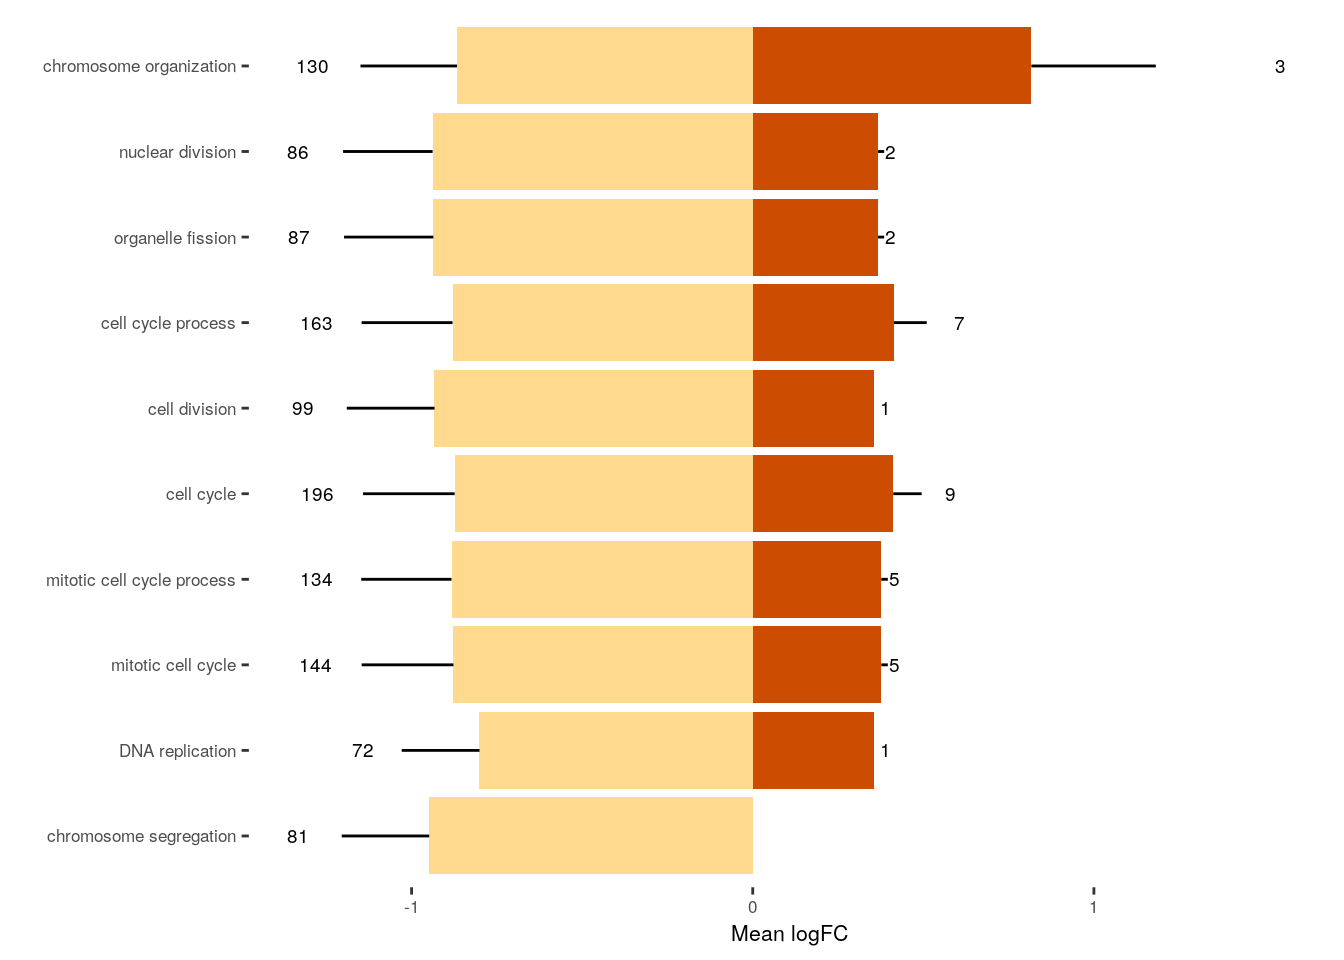 chromosome organization 130 3
nuclear division 86 2
organelle fission 87 2
cell cycle process 163 7
cell division 99 1
cell cycle 196 9
mitotic cell cycle process 134 5
mitotic cell cycle 144 5
DNA replication 72 1
chromosome segregation 81
-1 0 1
Mean logFC